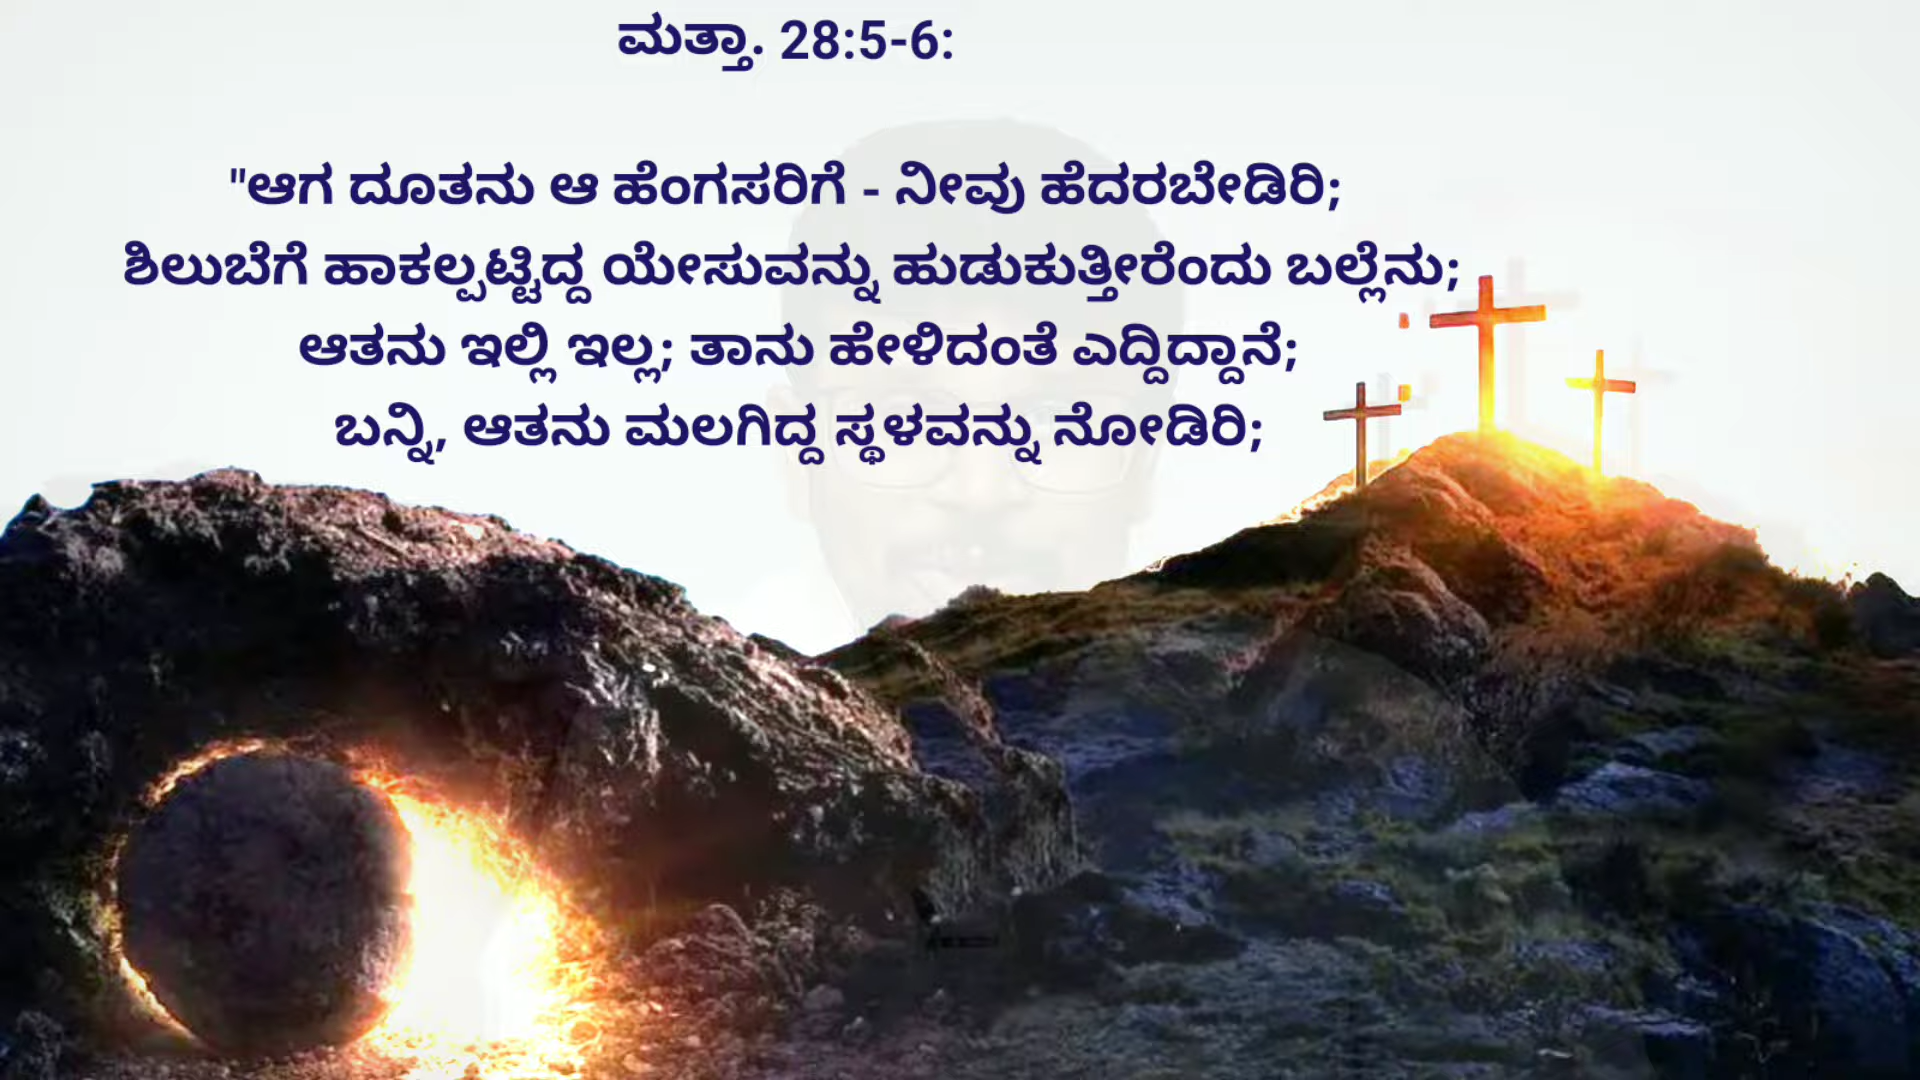 ಮತ್ತಾ. 28:5-6:
"ಆಗ ದೂತನು ಆ ಹೆಂಗಸರಿಗೆ - ನೀವು ಹೆದರಬೇಡಿರಿ;
ಶಿಲುಬೆಗೆ ಹಾಕಲ್ಪಟ್ಟಿದ್ದ ಯೇಸುವನ್ನು ಹುಡುಕುತ್ತೀರೆಂದು ಬಲ್ಲೆನು;
ಆತನು ಇಲ್ಲಿ ಇಲ್ಲ; ತಾನು ಹೇಳಿದಂತೆ ಎದ್ದಿದ್ದಾನೆ;
ಬನ್ನಿ, ಆತನು ಮಲಗಿದ್ದ ಸ್ಥಳವನ್ನು ನೋಡಿರಿ;